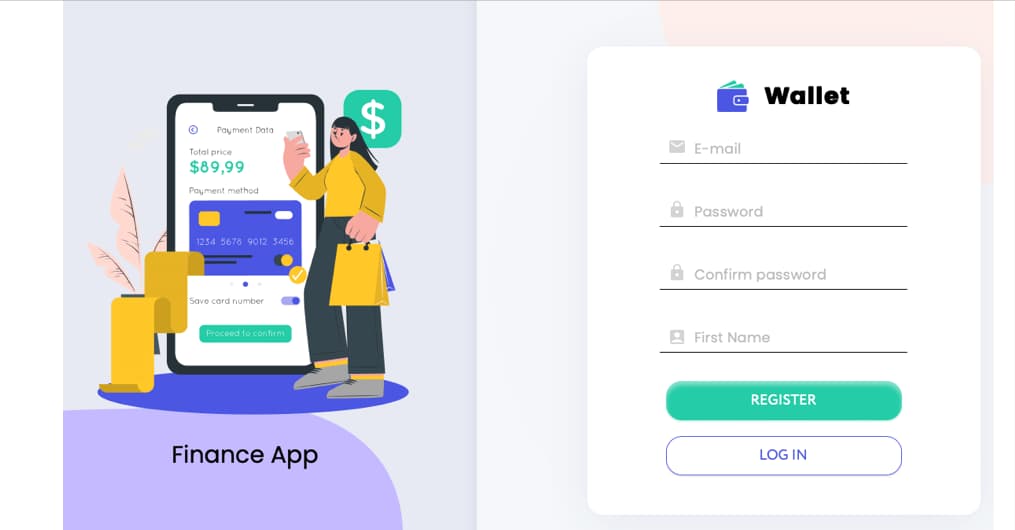 Payment Data
$
Total price
$89,99
Payment method
1234 5678 9012 3456
Save card number
Proceed to confirm
Finance App
Wallet
E-mail
Password
Confirm password
First Name
REGISTER
LOG IN